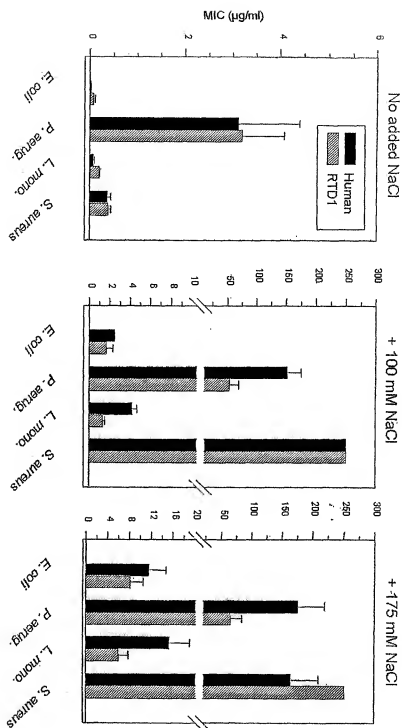 MIC (µg/ml)
No added NaCl
Human
RTD1
0 2 4 6
E. coli
P. aerug.
L. mono.
S. aureus
+ 100 mM NaCl
0 2 4 6 8 10 50 100 150 200 250 300
E. coli
P. aerug.
L. mono.
S. aureus
+ 175 mM NaCl
0 4 8 12 16 20 50 100 150 200 250 300
E. coli
P. aerug.
L. mono.
S. aureus